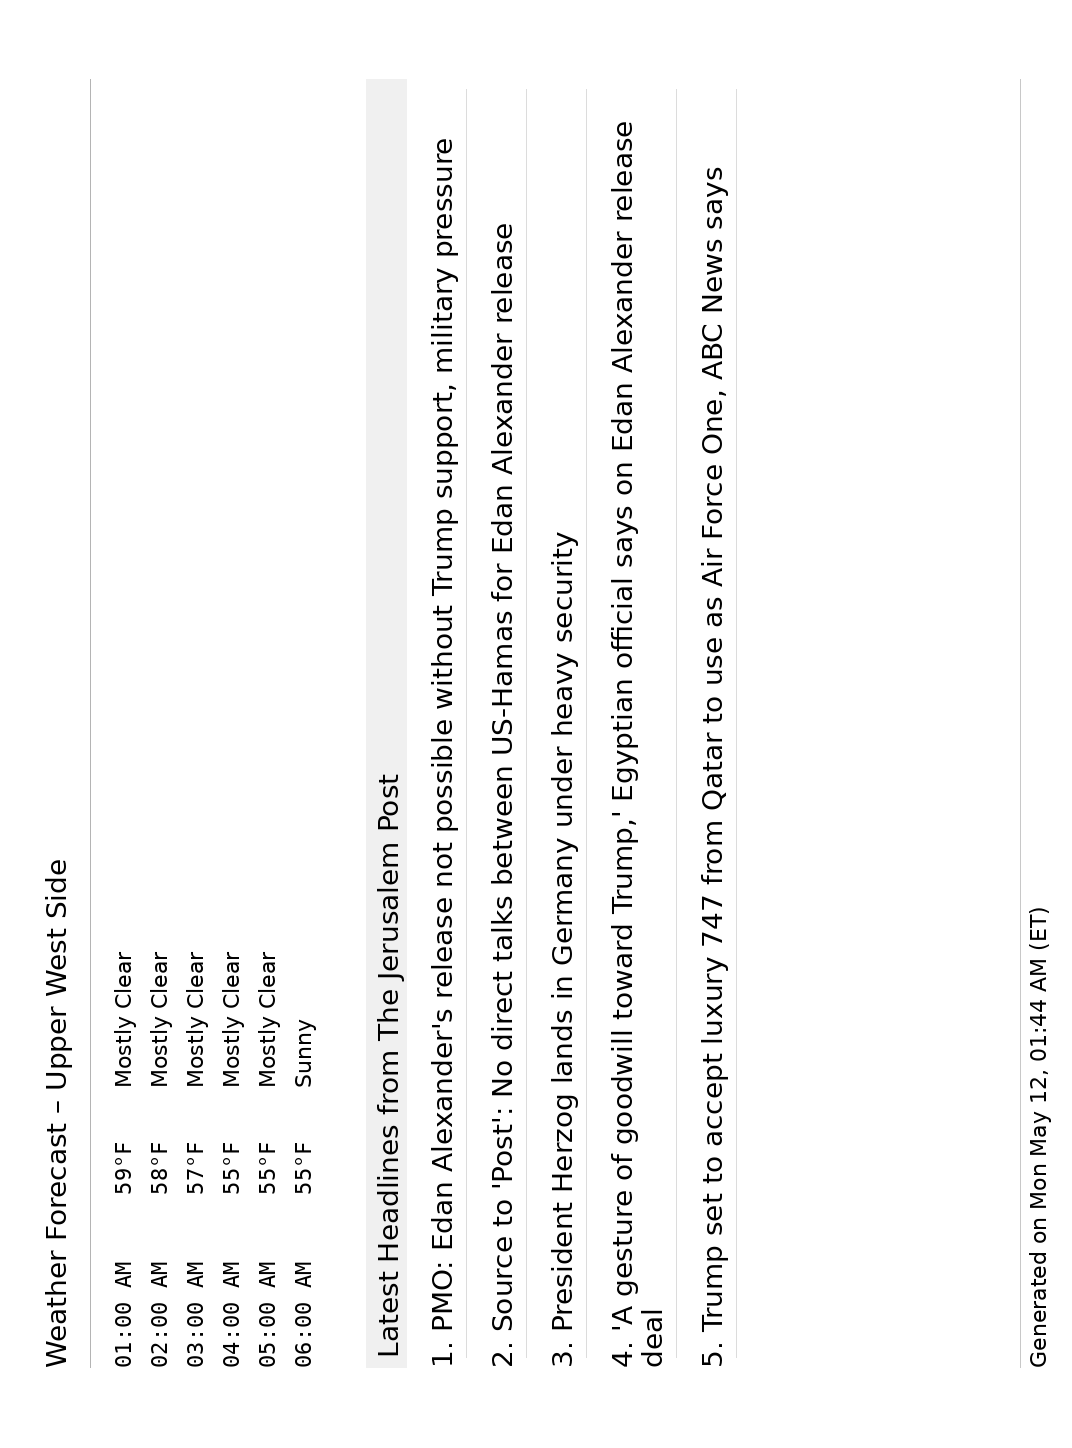 Weather Forecast – Upper West Side
01:00 AM 59°F Mostly Clear
02:00 AM 58°F Mostly Clear
03:00 AM 57°F Mostly Clear
04:00 AM 55°F Mostly Clear
05:00 AM 55°F Mostly Clear
06:00 AM 55°F Sunny
Latest Headlines from The Jerusalem Post
1. PMO: Edan Alexander's release not possible without Trump support, military pressure
2. Source to 'Post': No direct talks between US-Hamas for Edan Alexander release
3. President Herzog lands in Germany under heavy security
4. 'A gesture of goodwill toward Trump,' Egyptian official says on Edan Alexander release
deal
5. Trump set to accept luxury 747 from Qatar to use as Air Force One, ABC News says
Generated on Mon May 12, 01:44 AM (ET)